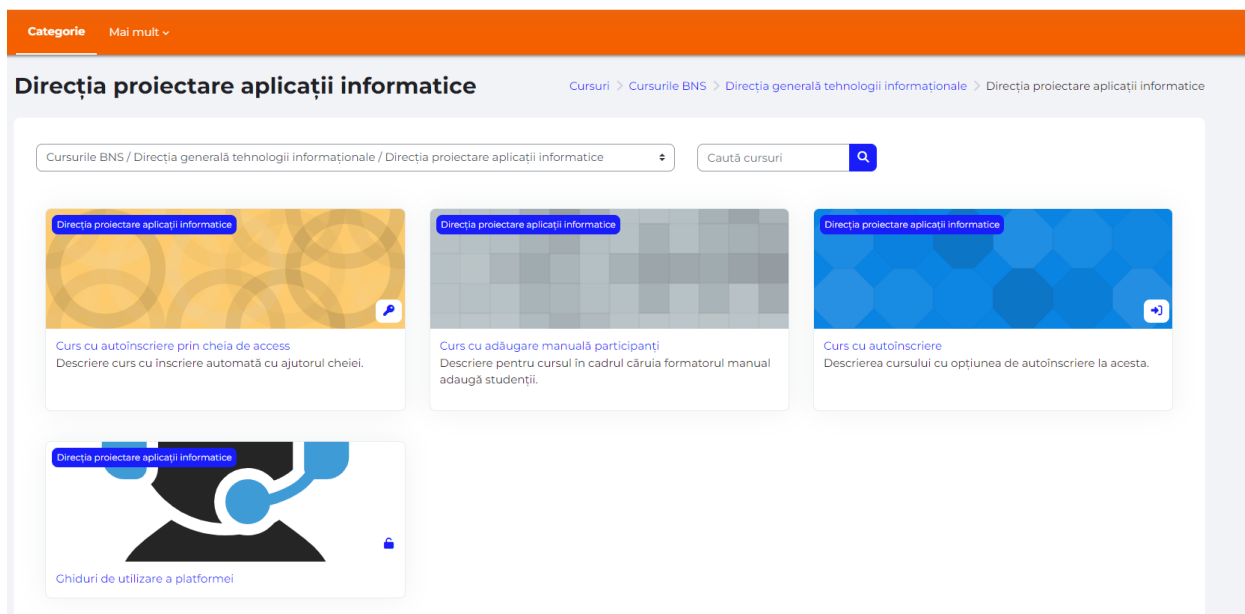 Categorie Mai mult
Direcția proiectare aplicații informatice
Cursuri > Cursurile BNS > Direcția generală tehnologii informaționale > Direcția proiectare aplicații informatice
Cursurile BNS / Direcția generală tehnologii informaționale / Direcția proiectare aplicații informatice
Caută cursuri
Direcția proiectare aplicații informatice
Curs cu autoînscriere prin cheia de access
Descriere curs cu înscriere automată cu ajutorul cheiei.
Direcția proiectare aplicații informatice
Curs cu adăugare manuală participanți
Descriere pentru cursul în cadrul căruia formatorul manual
adaugă studenții.
Direcția proiectare aplicații informatice
Curs cu autoînscriere
Descrierea cursului cu opțiunea de autoînscriere la acesta.
Direcția proiectare aplicații informatice
Ghiduri de utilizare a platformei